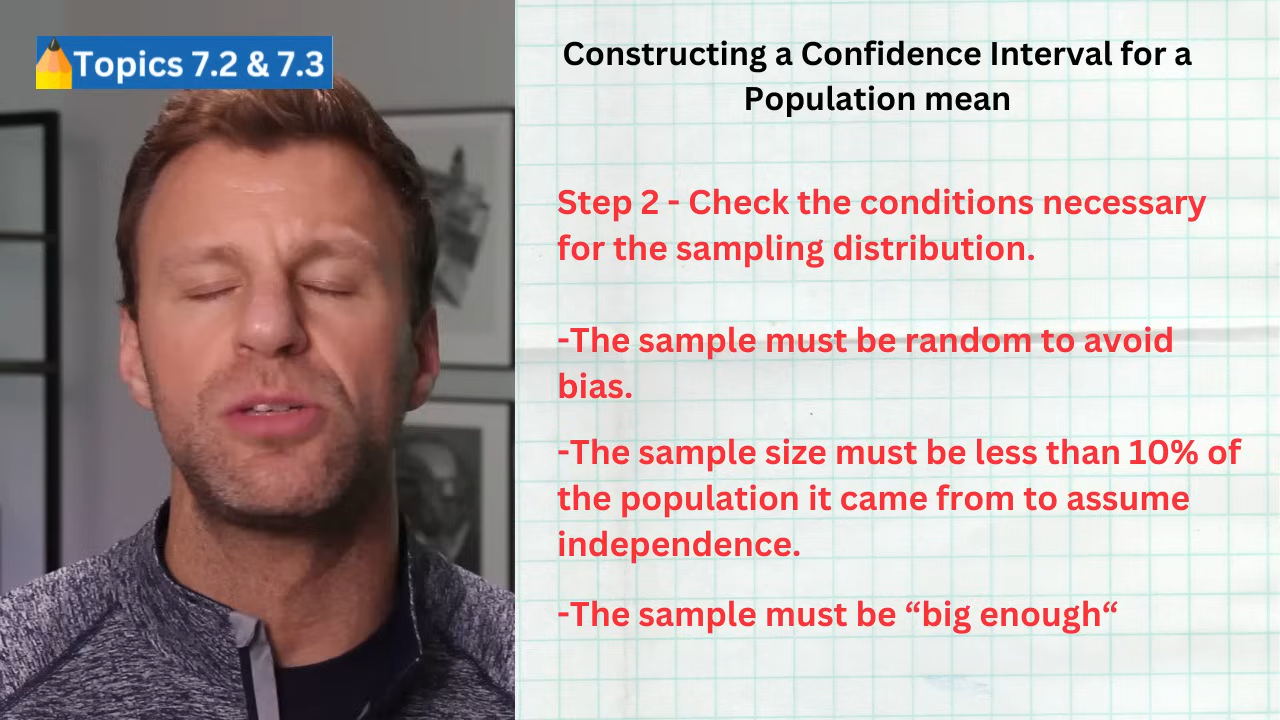 Topics 7.2 & 7.3
Constructing a Confidence Interval for a
Population mean
Step 2 - Check the conditions necessary
for the sampling distribution.
-The sample must be random to avoid
bias.
-The sample size must be less than 10% of
the population it came from to assume
independence.
-The sample must be “big enough“